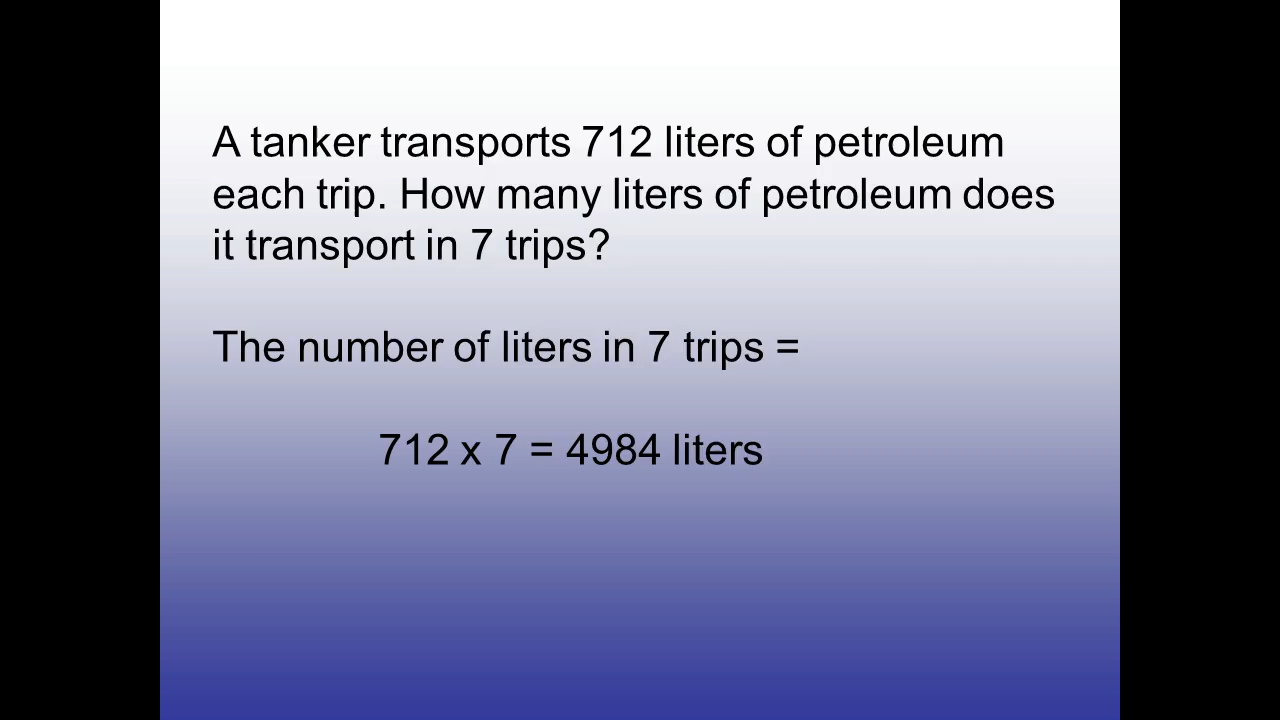 A tanker transports 712 liters of petroleum
each trip. How many liters of petroleum does
it transport in 7 trips?
The number of liters in 7 trips =
712 x 7 = 4984 liters